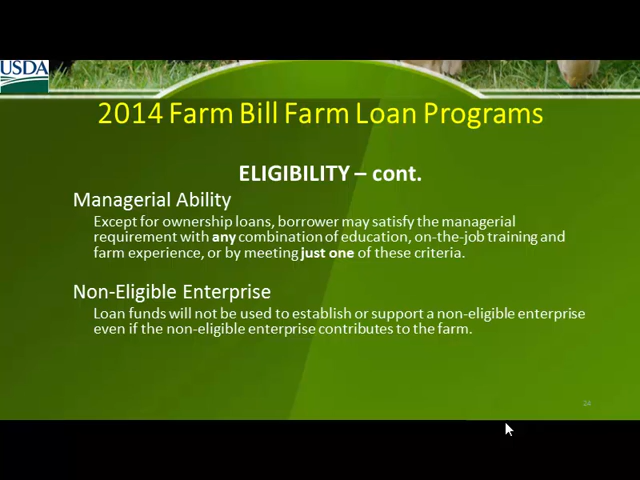 USDA
2014 Farm Bill Farm Loan Programs
ELIGIBILITY – cont.
Managerial Ability
Except for ownership loans, borrower may satisfy the managerial
requirement with any combination of education, on-the-job training and
farm experience, or by meeting just one of these criteria.
Non-Eligible Enterprise
Loan funds will not be used to establish or support a non-eligible enterprise
even if the non-eligible enterprise contributes to the farm.
24